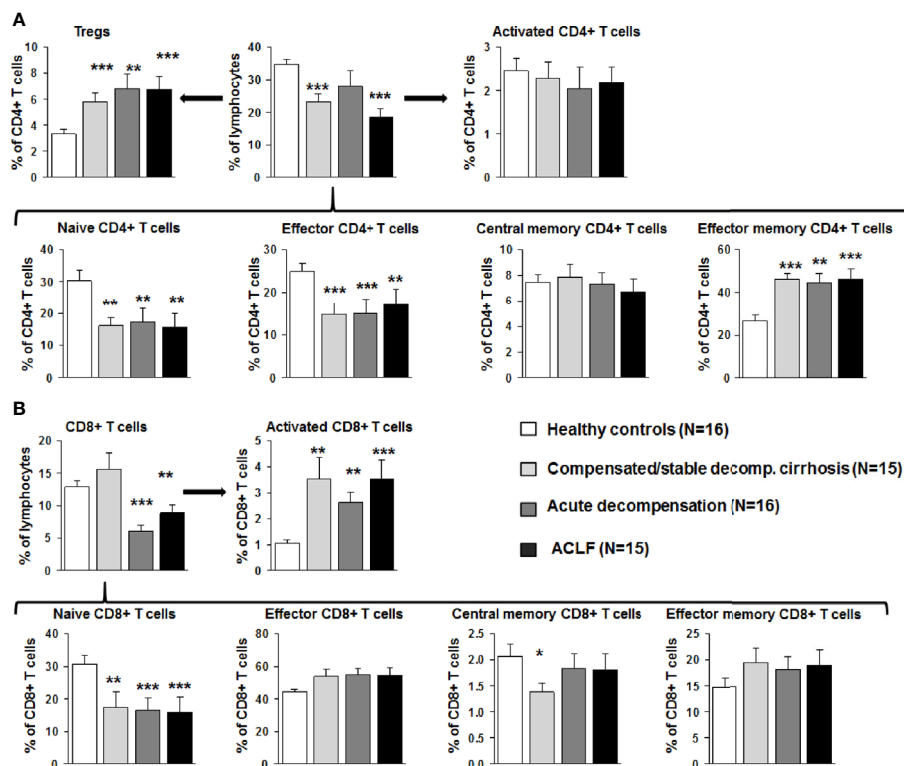 A
Tregs
Activated CD4+ T cells
% of CD4+ T cells
10
8
6
4
2
0
*** ** ***
% of lymphocytes
40
30
20
10
0
*** ***
% of CD4+ T cells
3
2
1
0
Naive CD4+ T cells
Effector CD4+ T cells
Central memory CD4+ T cells
Effector memory CD4+ T cells
% of CD4+ T cells
40
30
20
10
0
** ** **
% of CD4+ T cells
30
20
10
0
*** *** **
% of CD4+ T cells
10
8
6
4
2
0
% of CD4+ T cells
60
40
20
0
*** ** ***
B
CD8+ T cells
Activated CD8+ T cells
% of lymphocytes
20
15
10
5
0
*** **
% of CD8+ T cells
5
4
3
2
1
0
** ** ***
Healthy controls (N=16)
Compensated/stable decomp. cirrhosis (N=15)
Acute decompensation (N=16)
ACLF (N=15)
Naive CD8+ T cells
Effector CD8+ T cells
Central memory CD8+ T cells
Effector memory CD8+ T cells
% of CD8+ T cells
40
30
20
10
0
** *** ***
% of CD8+ T cells
80
60
40
20
0
% of CD8+ T cells
2.5
2.0
1.5
1.0
0.5
0.0
*
% of CD8+ T cells
25
20
15
10
5
0